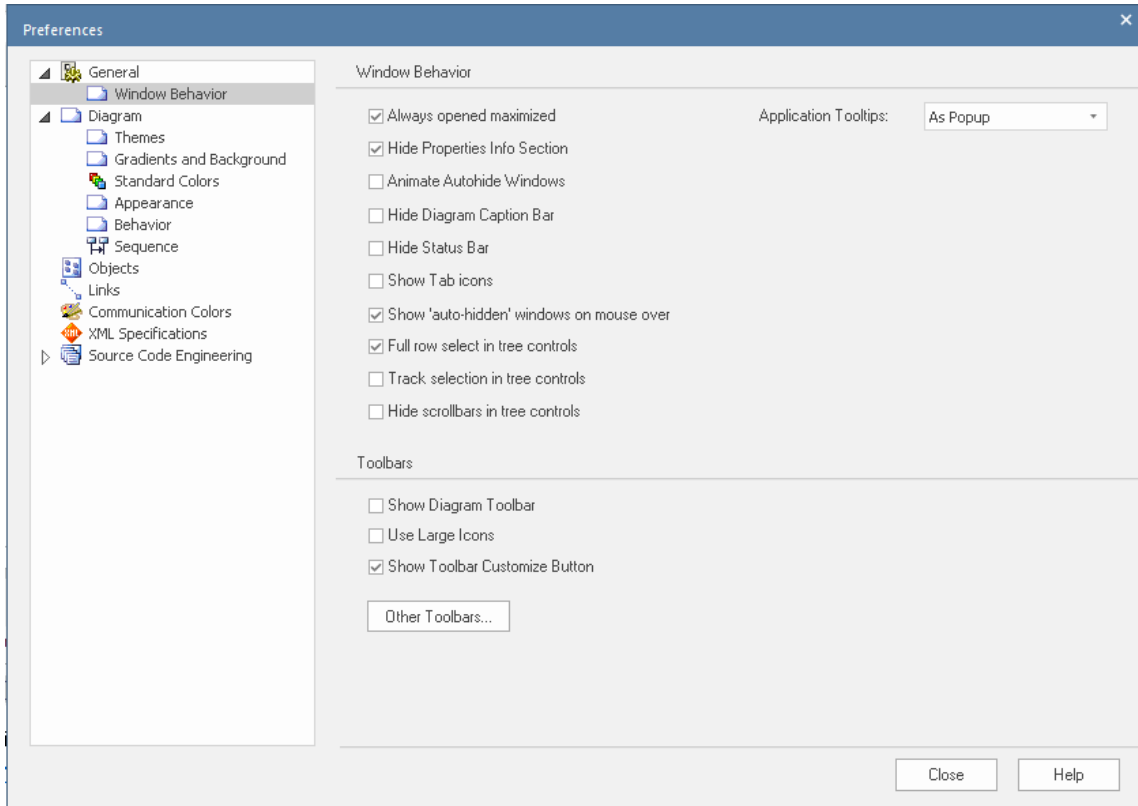 Preferences
General
Window Behavior
Diagram
Themes
Gradients and Background
Standard Colors
Appearance
Behavior
Sequence
Objects
Links
Communication Colors
XML Specifications
Source Code Engineering
Window Behavior
Always opened maximized
Application Tooltips: As Popup
Hide Properties Info Section
Animate Autohide Windows
Hide Diagram Caption Bar
Hide Status Bar
Show Tab icons
Show 'auto-hidden' windows on mouse over
Full row select in tree controls
Track selection in tree controls
Hide scrollbars in tree controls
Toolbars
Show Diagram Toolbar
Use Large Icons
Show Toolbar Customize Button
Other Toolbars...
Close Help